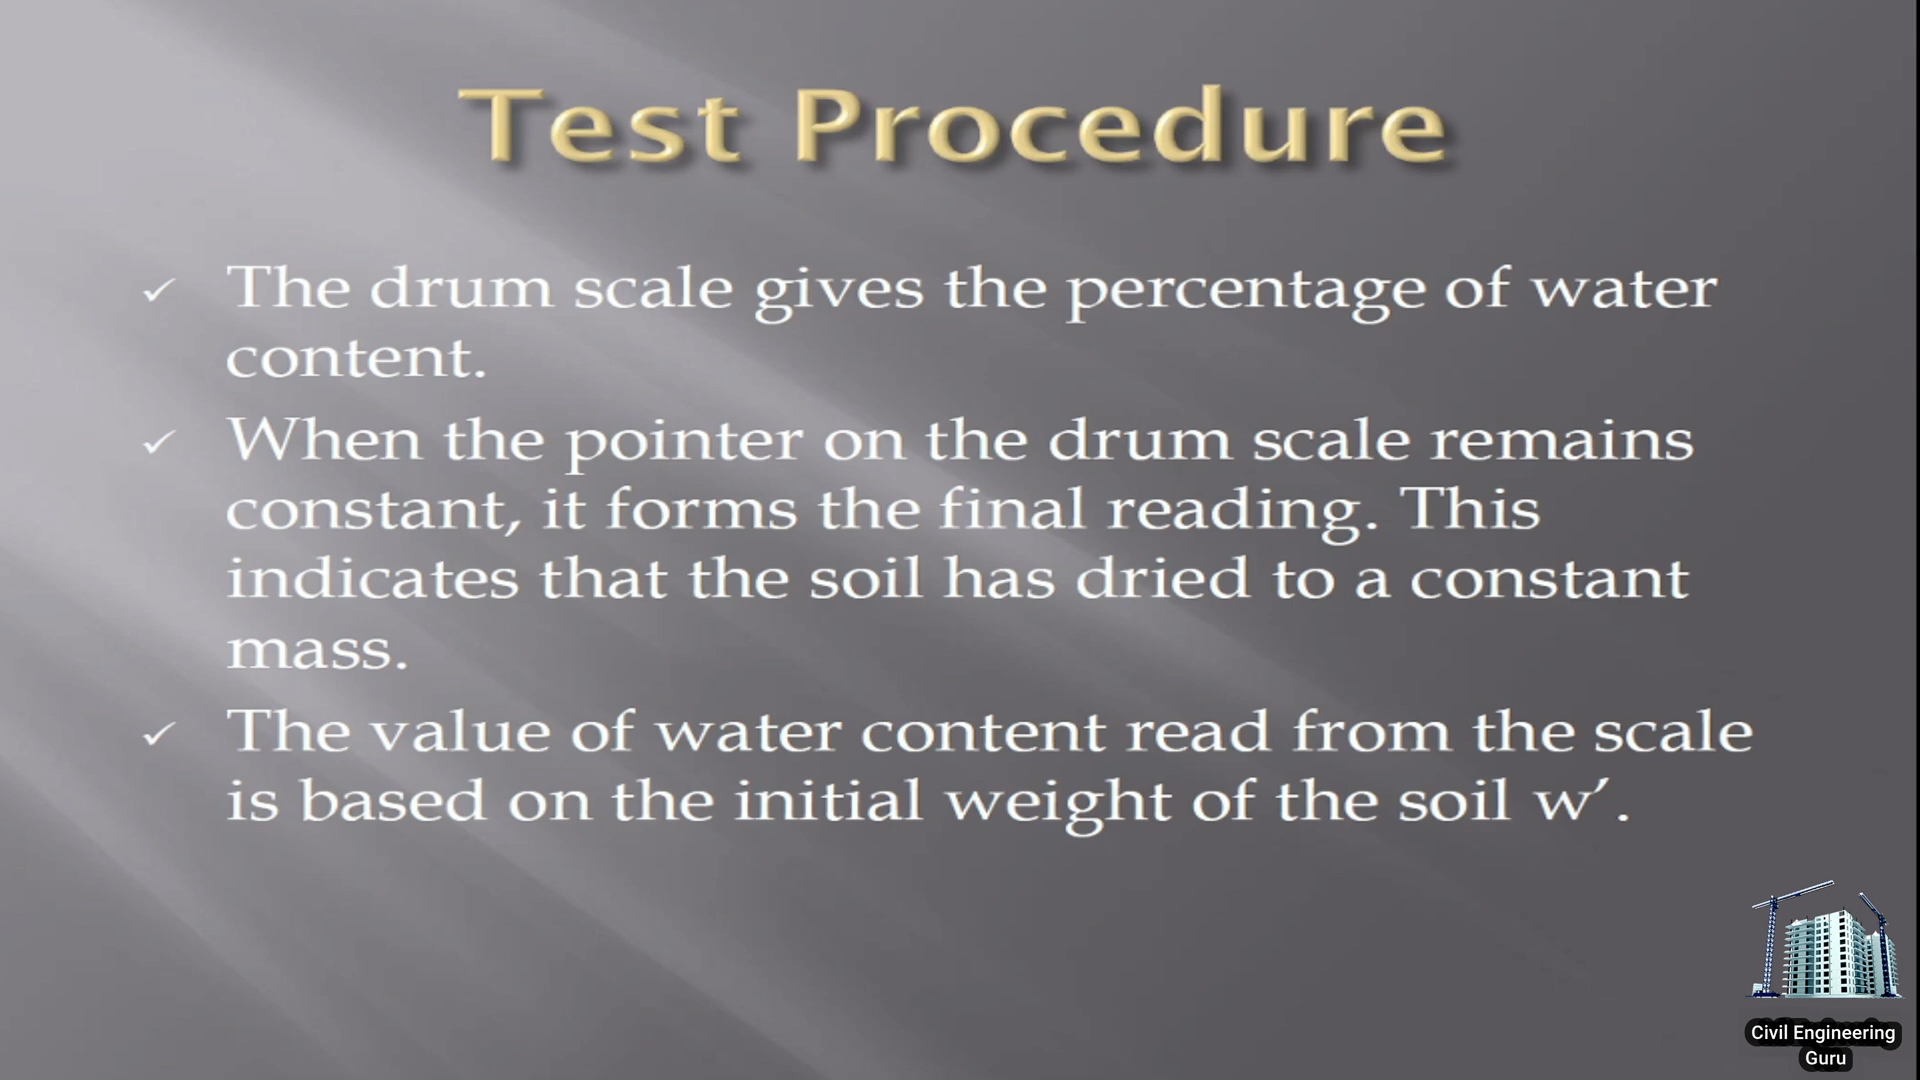 Test Procedure
✓ The drum scale gives the percentage of water
content.
✓ When the pointer on the drum scale remains
constant, it forms the final reading. This
indicates that the soil has dried to a constant
mass.
✓ The value of water content read from the scale
is based on the initial weight of the soil w′.
Civil Engineering
Guru